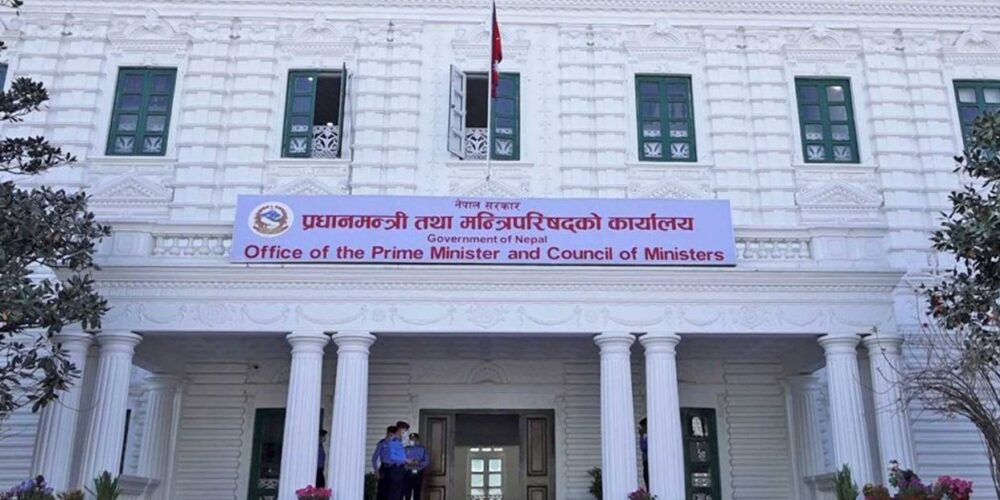 नेपाल सरकार
प्रधानमन्त्री तथा मन्त्रिपरिषद्को कार्यालय
Government of Nepal
Office of the Prime Minister and Council of Ministers